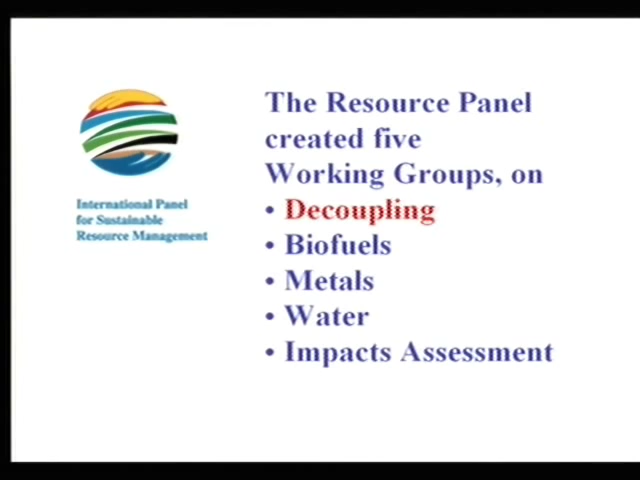 The Resource Panel
created five
Working Groups, on
• Decoupling
• Biofuels
• Metals
• Water
• Impacts Assessment
International Panel
for Sustainable
Resource Management